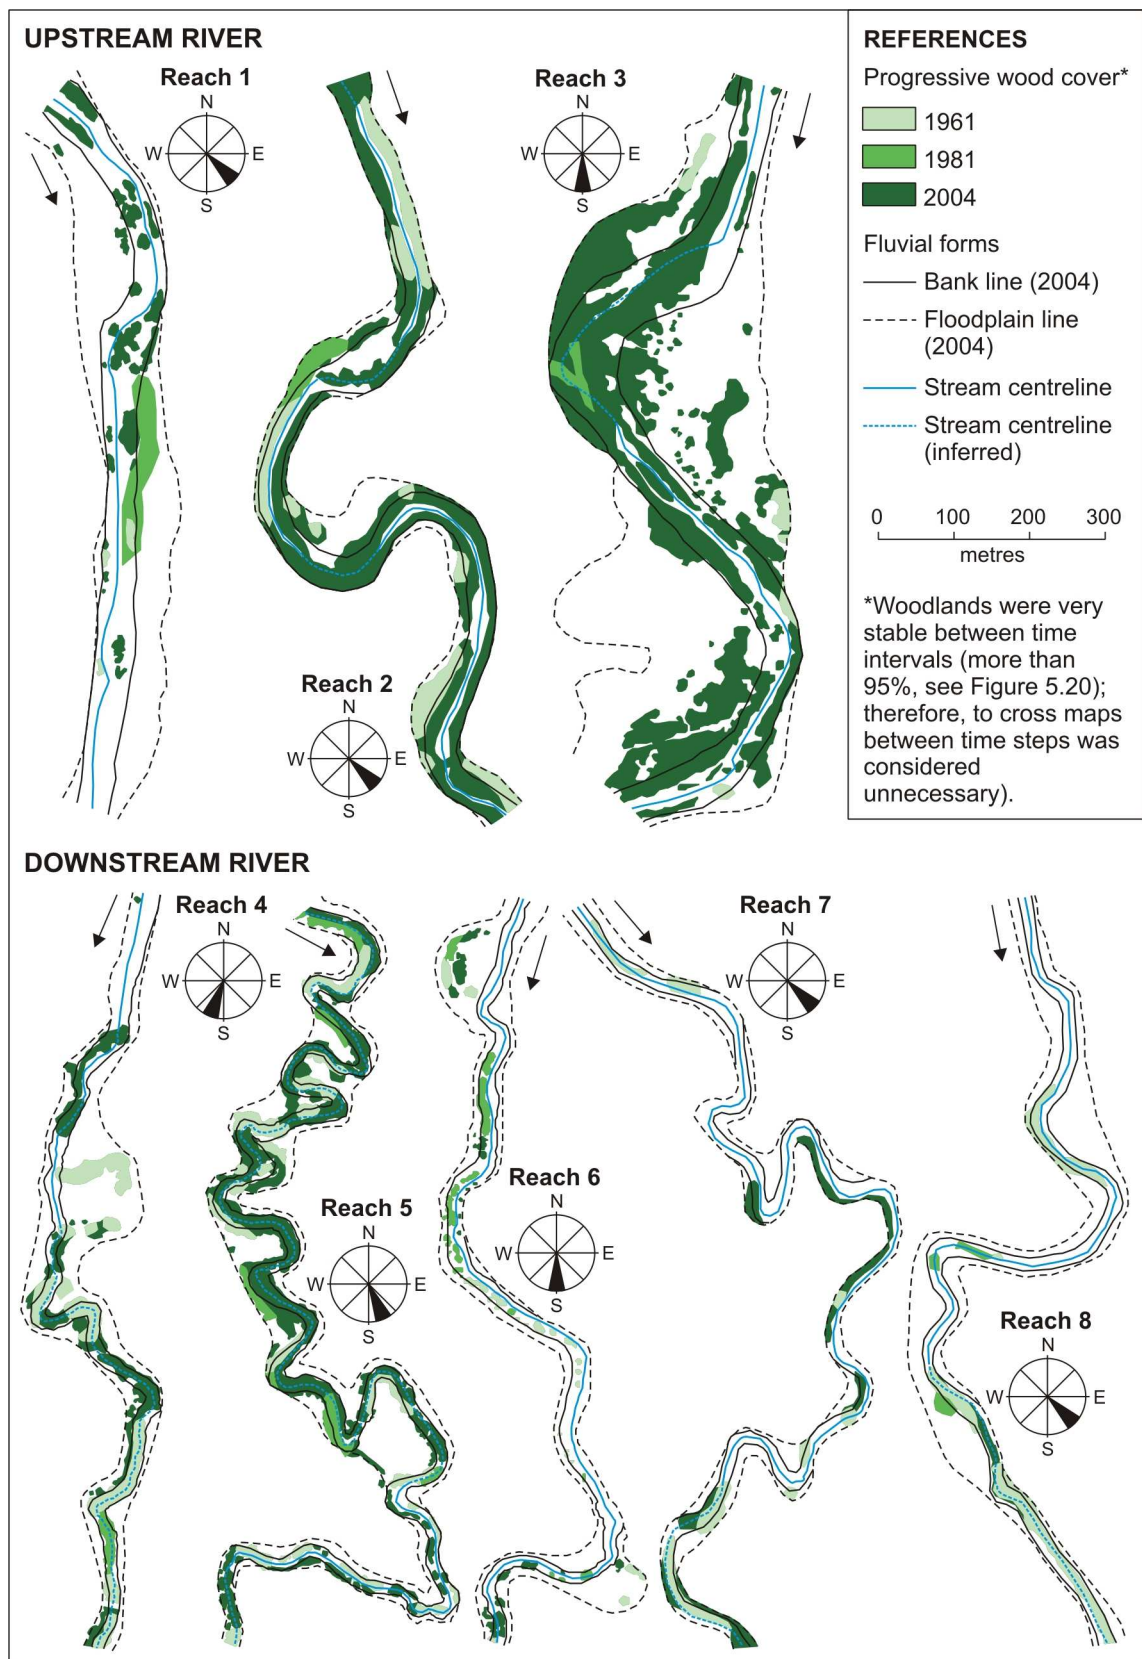 UPSTREAM RIVER
Reach 1
N
W
E
S
Reach 2
N
W
E
S
Reach 3
N
W
E
S
REFERENCES
Progressive wood cover*
1961
1981
2004
Fluvial forms
Bank line (2004)
Floodplain line
(2004)
Stream centreline
Stream centreline
(inferred)
0 100 200 300
metres
*Woodlands were very
stable between time
intervals (more than
95%, see Figure 5.20);
therefore, to cross maps
between time steps was
considered
unnecessary).
DOWNSTREAM RIVER
Reach 4
N
W
E
S
Reach 5
N
W
E
S
Reach 6
N
W
E
S
Reach 7
N
W
E
S
Reach 8
N
W
E
S